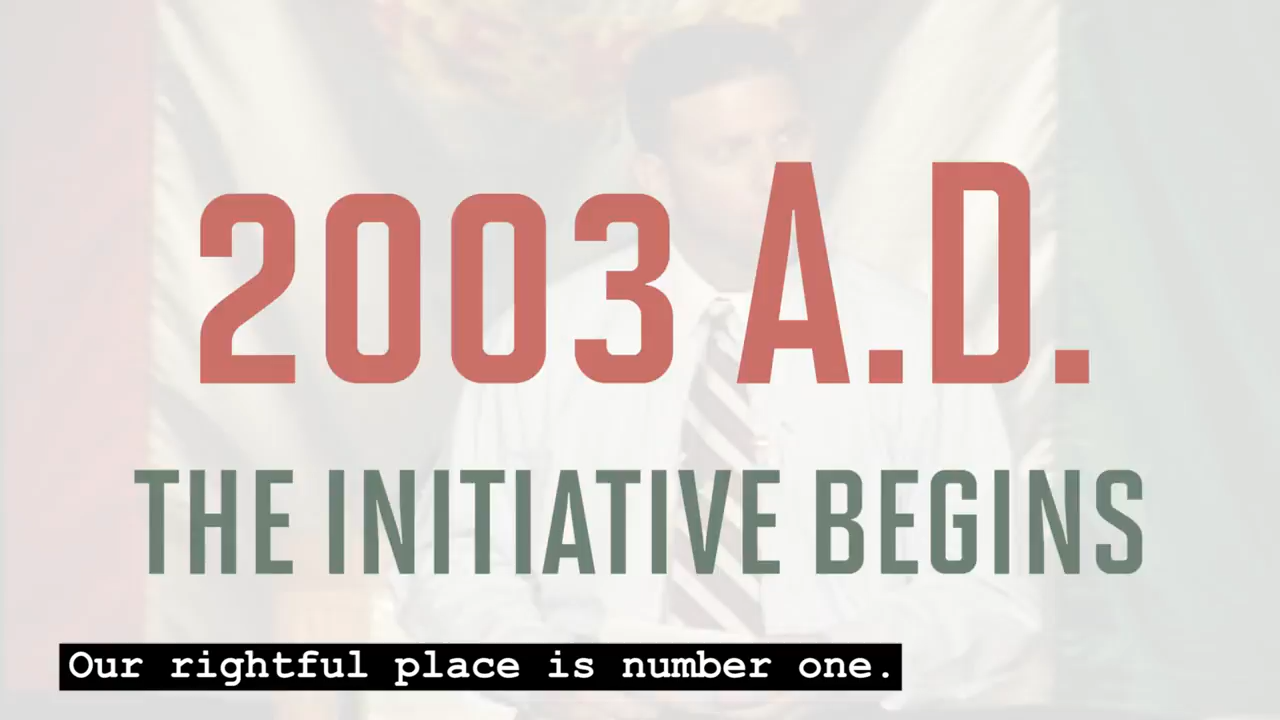 2003 A.D.
THE INITIATIVE BEGINS
Our rightful place is number one.